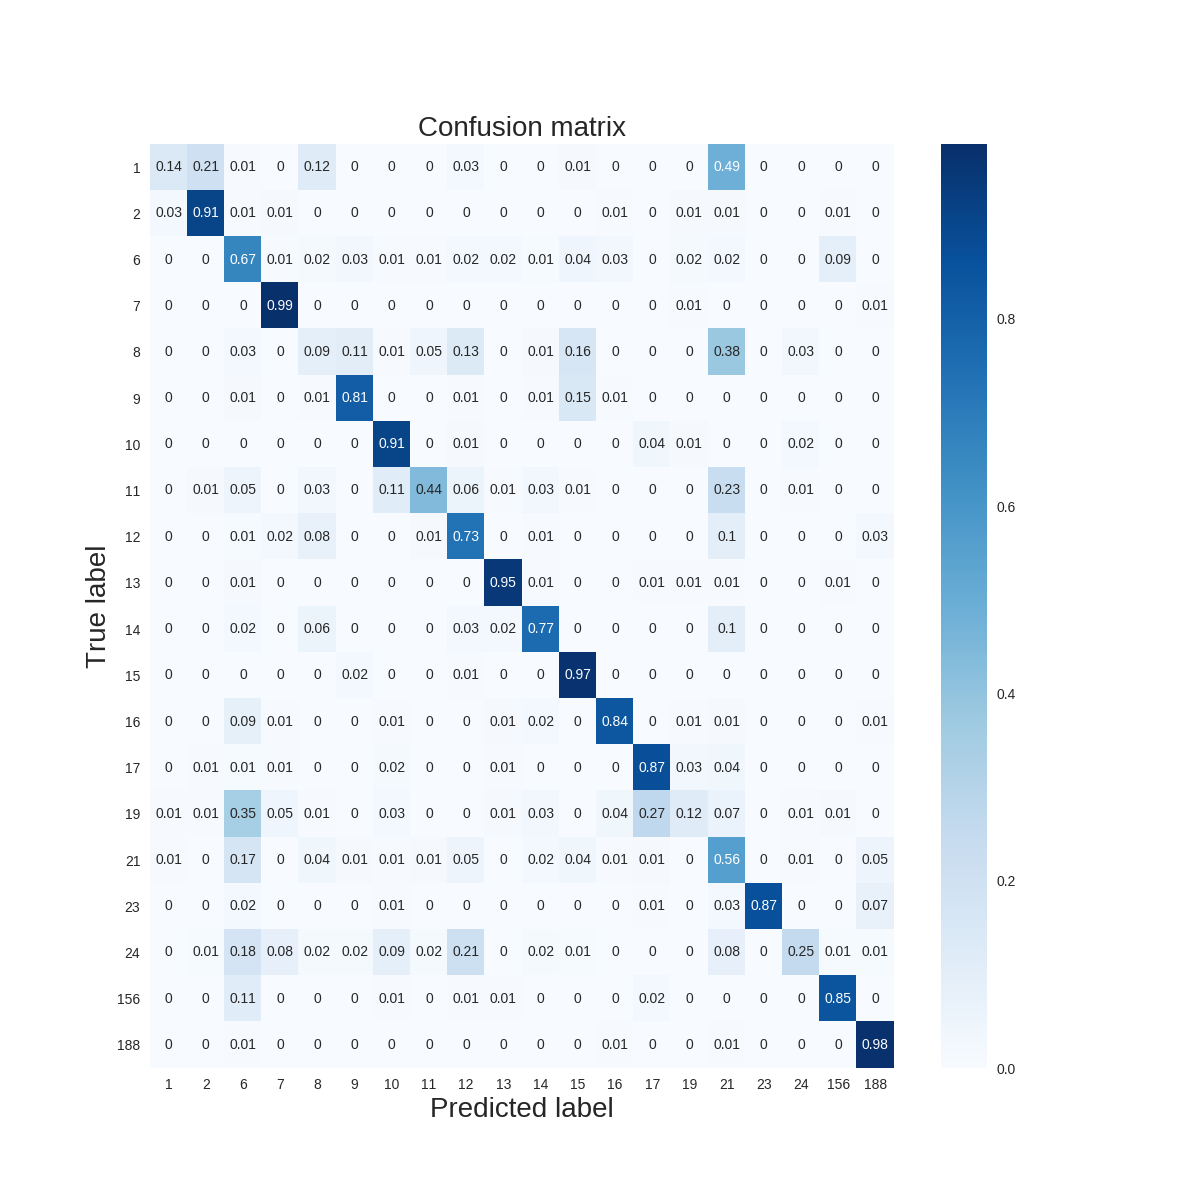 Confusion matrix
1 0.14 0.21 0.01 0 0.12 0 0 0 0.03 0 0 0.01 0 0 0 0.49 0 0 0 0
2 0.03 0.91 0.01 0.01 0 0 0 0 0 0 0 0 0.01 0 0.01 0.01 0 0 0.01 0
6 0 0 0.67 0.01 0.02 0.03 0.01 0.01 0.02 0.02 0.01 0.04 0.03 0 0.02 0.02 0 0 0.09 0
7 0 0 0 0.99 0 0 0 0 0 0 0 0 0 0 0.01 0 0 0 0 0.01
8 0 0 0.03 0 0.09 0.11 0.01 0.05 0.13 0 0.01 0.16 0 0 0 0.38 0 0.03 0 0
9 0 0 0.01 0 0.01 0.81 0 0 0.01 0 0.01 0.15 0.01 0 0 0 0 0 0 0
10 0 0 0 0 0 0 0.91 0 0.01 0 0 0 0 0.04 0.01 0 0 0.02 0 0
11 0 0.01 0.05 0 0.03 0 0.11 0.44 0.06 0.01 0.03 0.01 0 0 0 0.23 0 0.01 0 0
12 0 0 0.01 0.02 0.08 0 0 0.01 0.73 0 0.01 0 0 0 0 0.1 0 0 0 0.03
13 0 0 0.01 0 0 0 0 0 0 0.95 0.01 0 0 0.01 0.01 0.01 0 0 0.01 0
14 0 0 0.02 0 0.06 0 0 0 0.03 0.02 0.77 0 0 0 0 0.1 0 0 0 0
15 0 0 0 0 0 0.02 0 0 0.01 0 0 0.97 0 0 0 0 0 0 0 0
16 0 0 0.09 0.01 0 0 0.01 0 0 0.01 0.02 0 0.84 0 0.01 0.01 0 0 0 0.01
17 0 0.01 0.01 0.01 0 0 0.02 0 0 0.01 0 0 0 0.87 0.03 0.04 0 0 0 0
19 0.01 0.01 0.35 0.05 0.01 0 0.03 0 0 0.01 0.03 0 0.04 0.27 0.12 0.07 0 0.01 0.01 0
21 0.01 0 0.17 0 0.04 0.01 0.01 0.01 0.05 0 0.02 0.04 0.01 0.01 0 0.56 0 0.01 0 0.05
23 0 0 0.02 0 0 0 0.01 0 0 0 0 0 0 0.01 0 0.03 0.87 0 0 0.07
24 0 0.01 0.18 0.08 0.02 0.02 0.09 0.02 0.21 0 0.02 0.01 0 0 0 0.08 0 0.25 0.01 0.01
156 0 0 0.11 0 0 0 0.01 0 0.01 0.01 0 0 0 0.02 0 0 0 0 0.85 0
188 0 0 0.01 0 0 0 0 0 0 0 0 0 0.01 0 0 0.01 0 0 0 0.98
1 2 6 7 8 9 10 11 12 13 14 15 16 17 19 21 23 24 156 188
Predicted label
True label
0.8
0.6
0.4
0.2
0.0